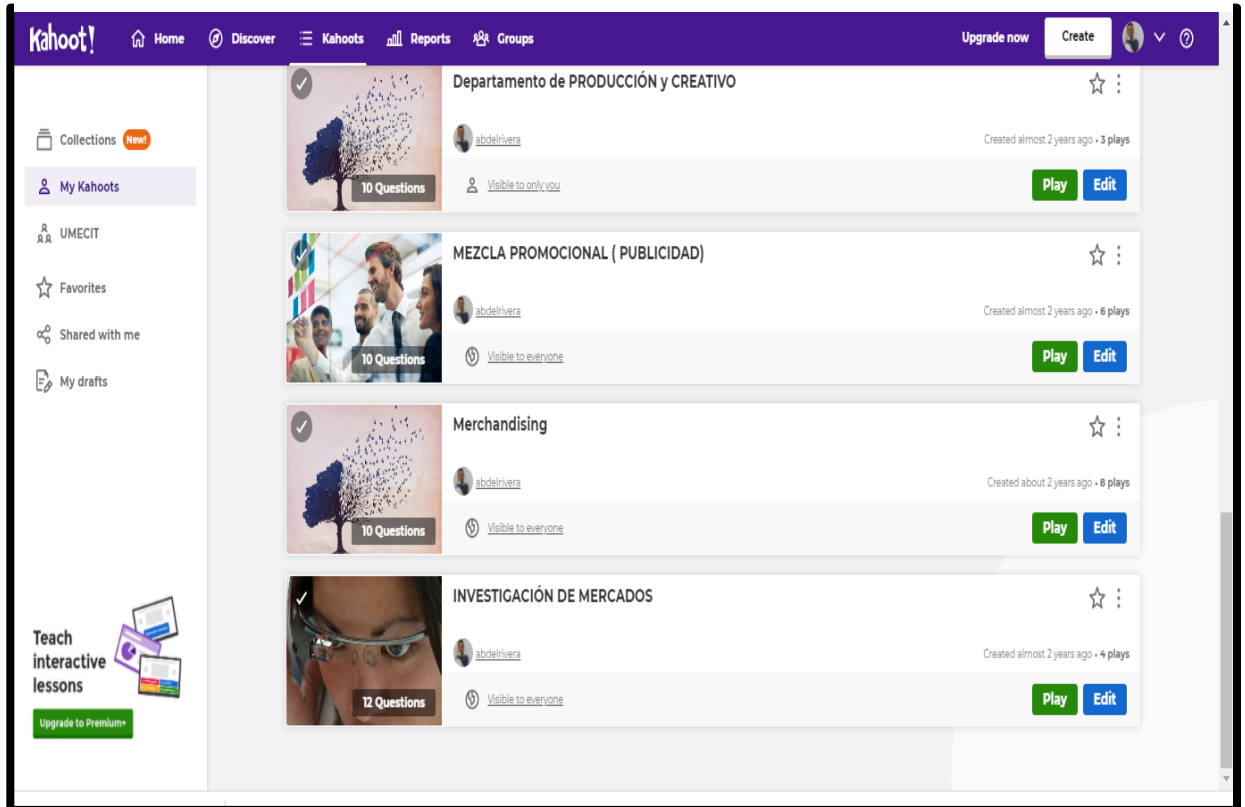 Kahoot! Home Discover Kahoots Reports Groups Upgrade now Create
Collections New!
My Kahoots
UMECIT
Favorites
Shared with me
My drafts
Teach
interactive
lessons
Upgrade to Premium+
Departamento de PRODUCCIÓN y CREATIVO
abdelrivera Created almost 2 years ago • 3 plays
10 Questions Visible to only you Play Edit
MEZCLA PROMOCIONAL ( PUBLICIDAD)
abdelrivera Created almost 2 years ago • 6 plays
10 Questions Visible to everyone Play Edit
Merchandising
abdelrivera Created about 2 years ago • 8 plays
10 Questions Visible to everyone Play Edit
INVESTIGACIÓN DE MERCADOS
abdelrivera Created almost 2 years ago • 4 plays
12 Questions Visible to everyone Play Edit